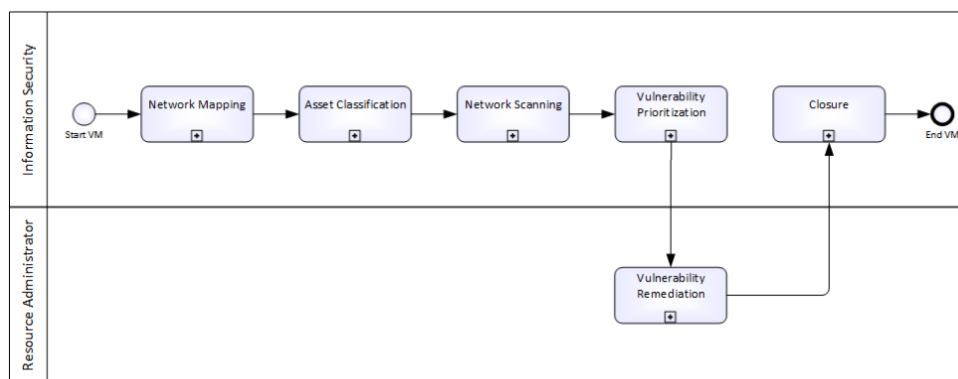 Information Security
Start VM
Network Mapping
Asset Classification
Network Scanning
Vulnerability
Prioritization
Closure
End VM
Resource Administrator
Vulnerability
Remediation